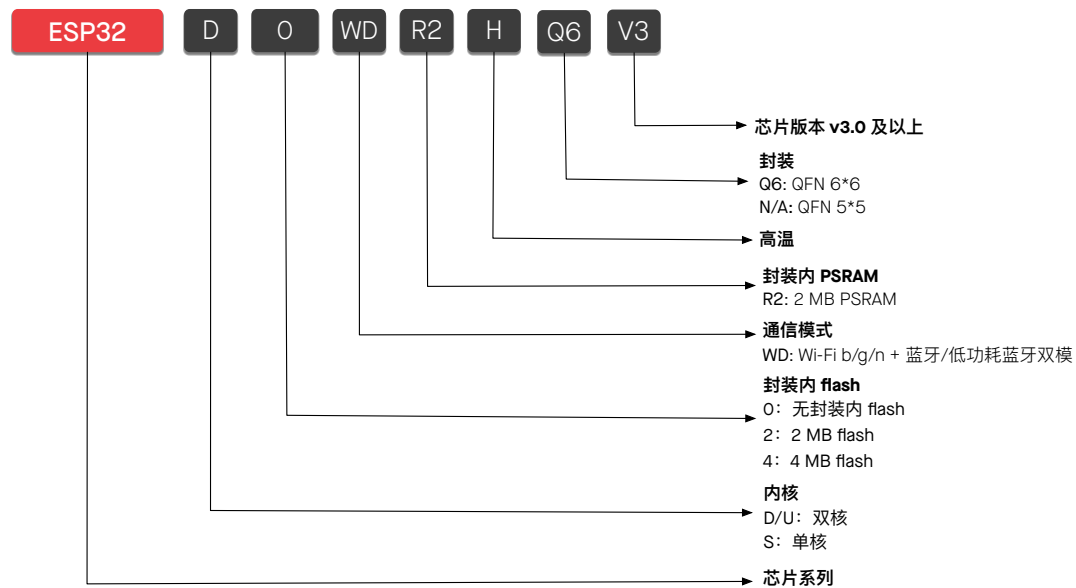 ESP32 D 0 WD R2 H Q6 V3
芯片版本 v3.0 及以上
封装
Q6: QFN 6*6
N/A: QFN 5*5
高温
封装内 PSRAM
R2: 2 MB PSRAM
通信模式
WD: Wi-Fi b/g/n + 蓝牙/低功耗蓝牙双模
封装内 flash
0：无封装内 flash
2：2 MB flash
4：4 MB flash
内核
D/U：双核
S：单核
芯片系列